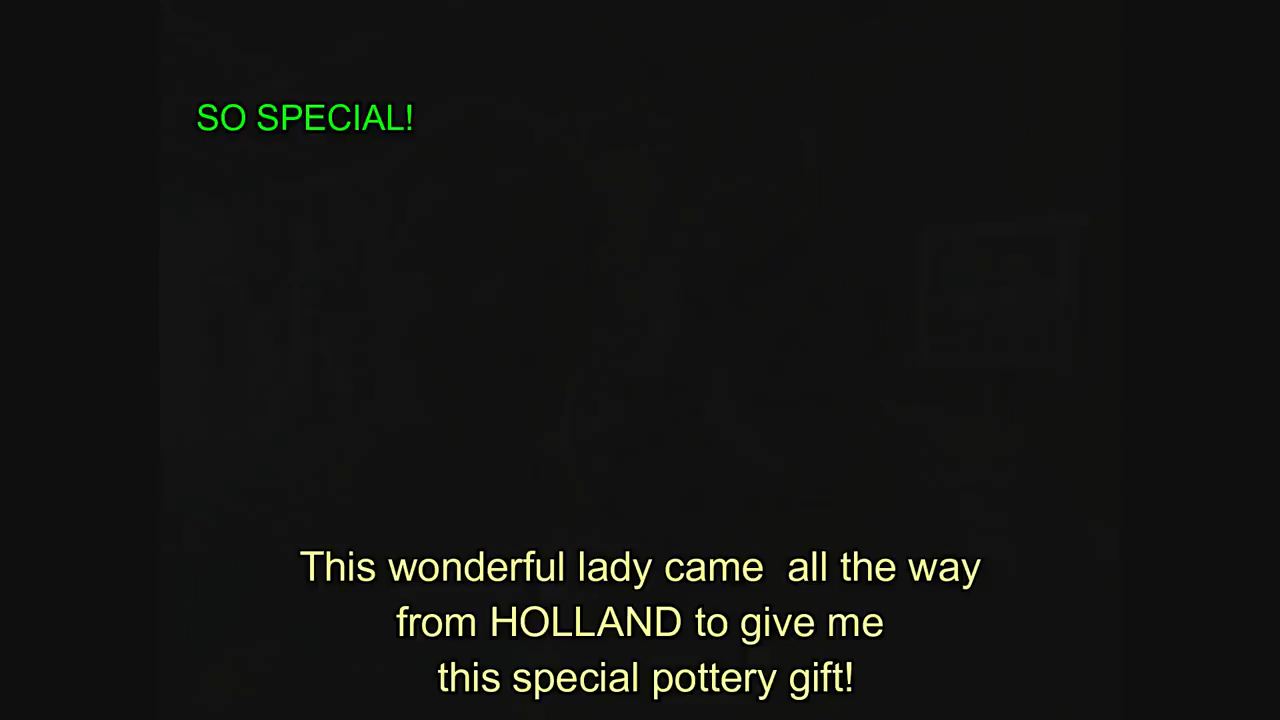 SO SPECIAL!
This wonderful lady came  all the way
from HOLLAND to give me
this special pottery gift!